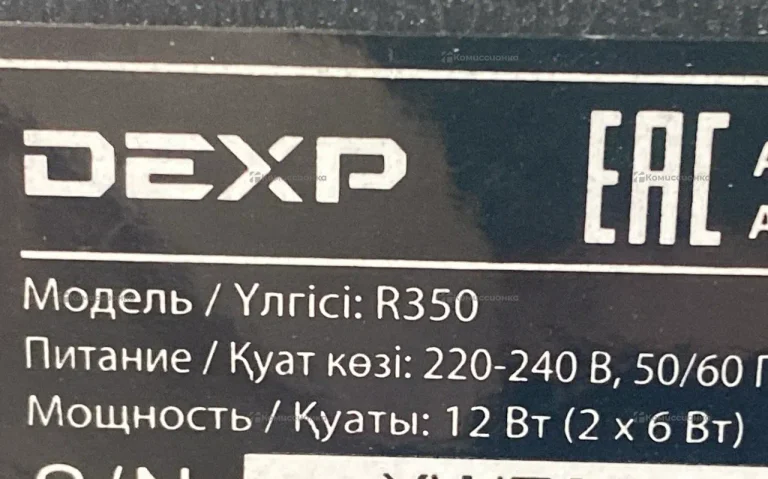 DEXP EAC
Модель / Үлгісі: R350
Питание / Қуат көзі: 220-240 В, 50/60 Г
Мощность / Қуаты: 12 Вт (2 x 6 Вт)
S/N